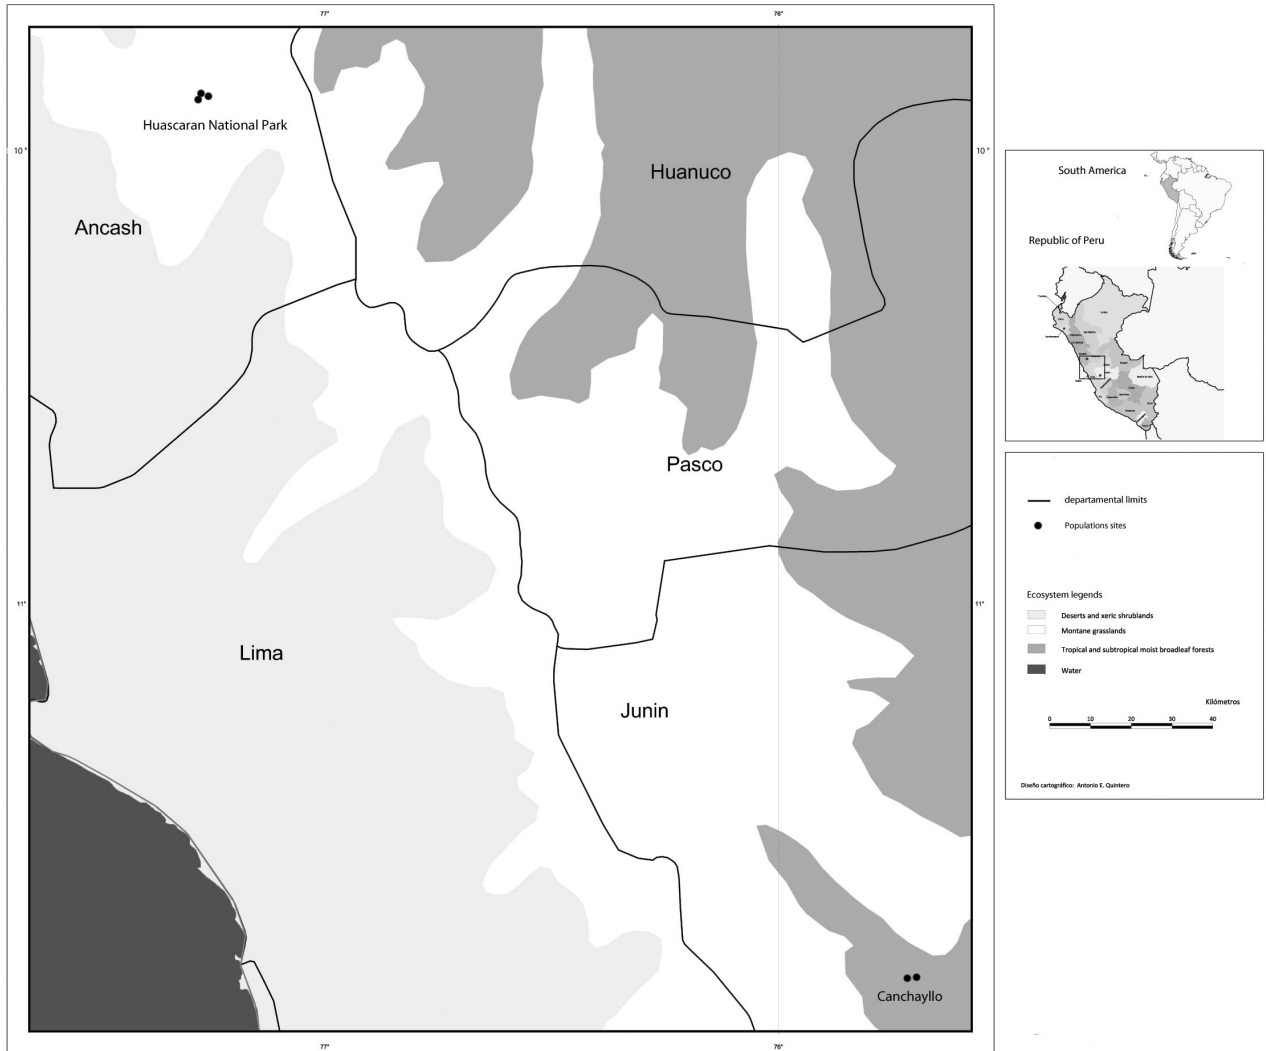 77°
76°
Huascaran National Park
10 °
10 °
Huanuco
Ancash
Pasco
11°
11°
Lima
Junin
Canchayllo
77°
76°
South America
Republic of Peru
departamental limits
Populations sites
Ecosystem legends
Deserts and xeric shrublands
Montane grasslands
Tropical and subtropical moist broadleaf forests
Water
Kilómetros
0 10 20 30 40
Diseño cartográfico: Antonio E. Quintero